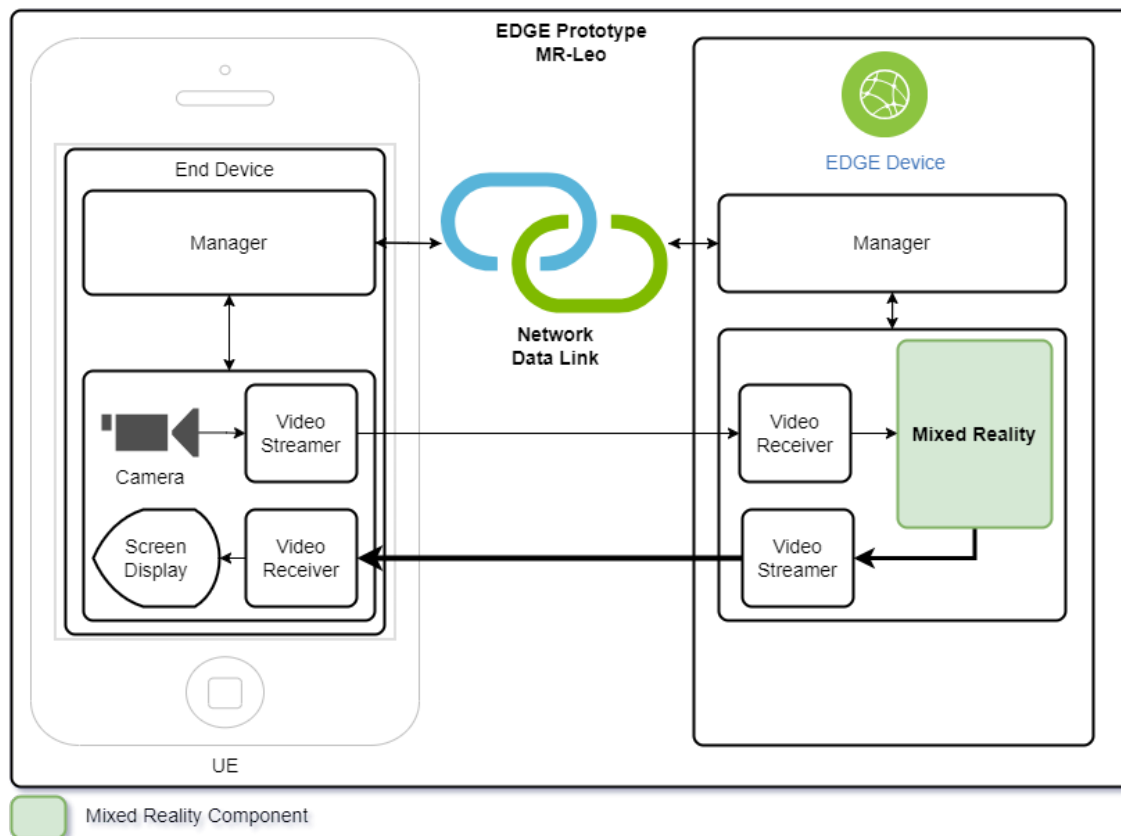 EDGE Prototype
MR-Leo
End Device
Manager
Network
Data Link
EDGE Device
Manager
Camera
Video
Streamer
Screen
Display
Video
Receiver
Video
Receiver
Mixed Reality
Video
Streamer
UE
Mixed Reality Component